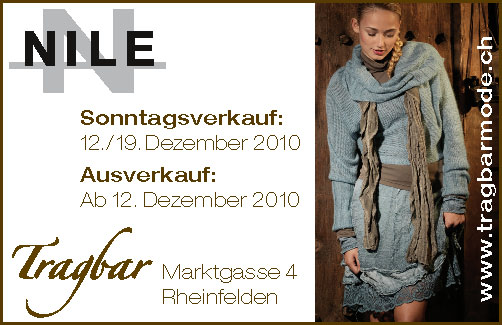 N
NILE
Sonntagsverkauf:
12./19. Dezember 2010
Ausverkauf:
Ab 12. Dezember 2010
Tragbar
Marktgasse 4
Rheinfelden
www.tragbarmode.ch